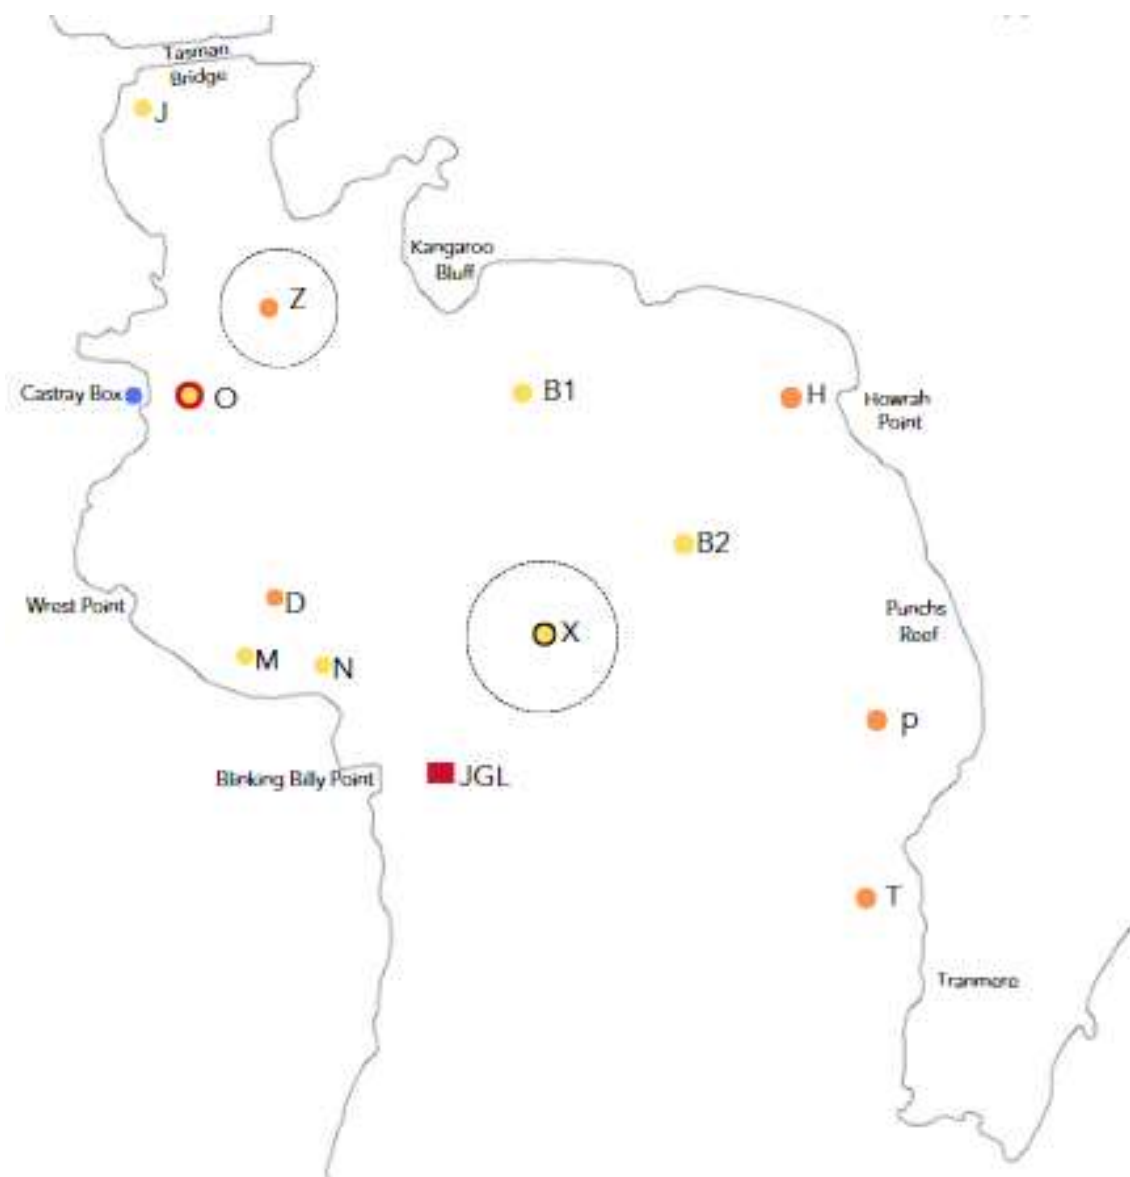 Tasman
Bridge
J
Kangaroo
Bluff
Z
Castray Box
O
B1
H
Howrah
Point
B2
Wrest Point
D
Punchs
Reef
X
M
N
p
Blinking Billy Point
JGL
T
Tranmere